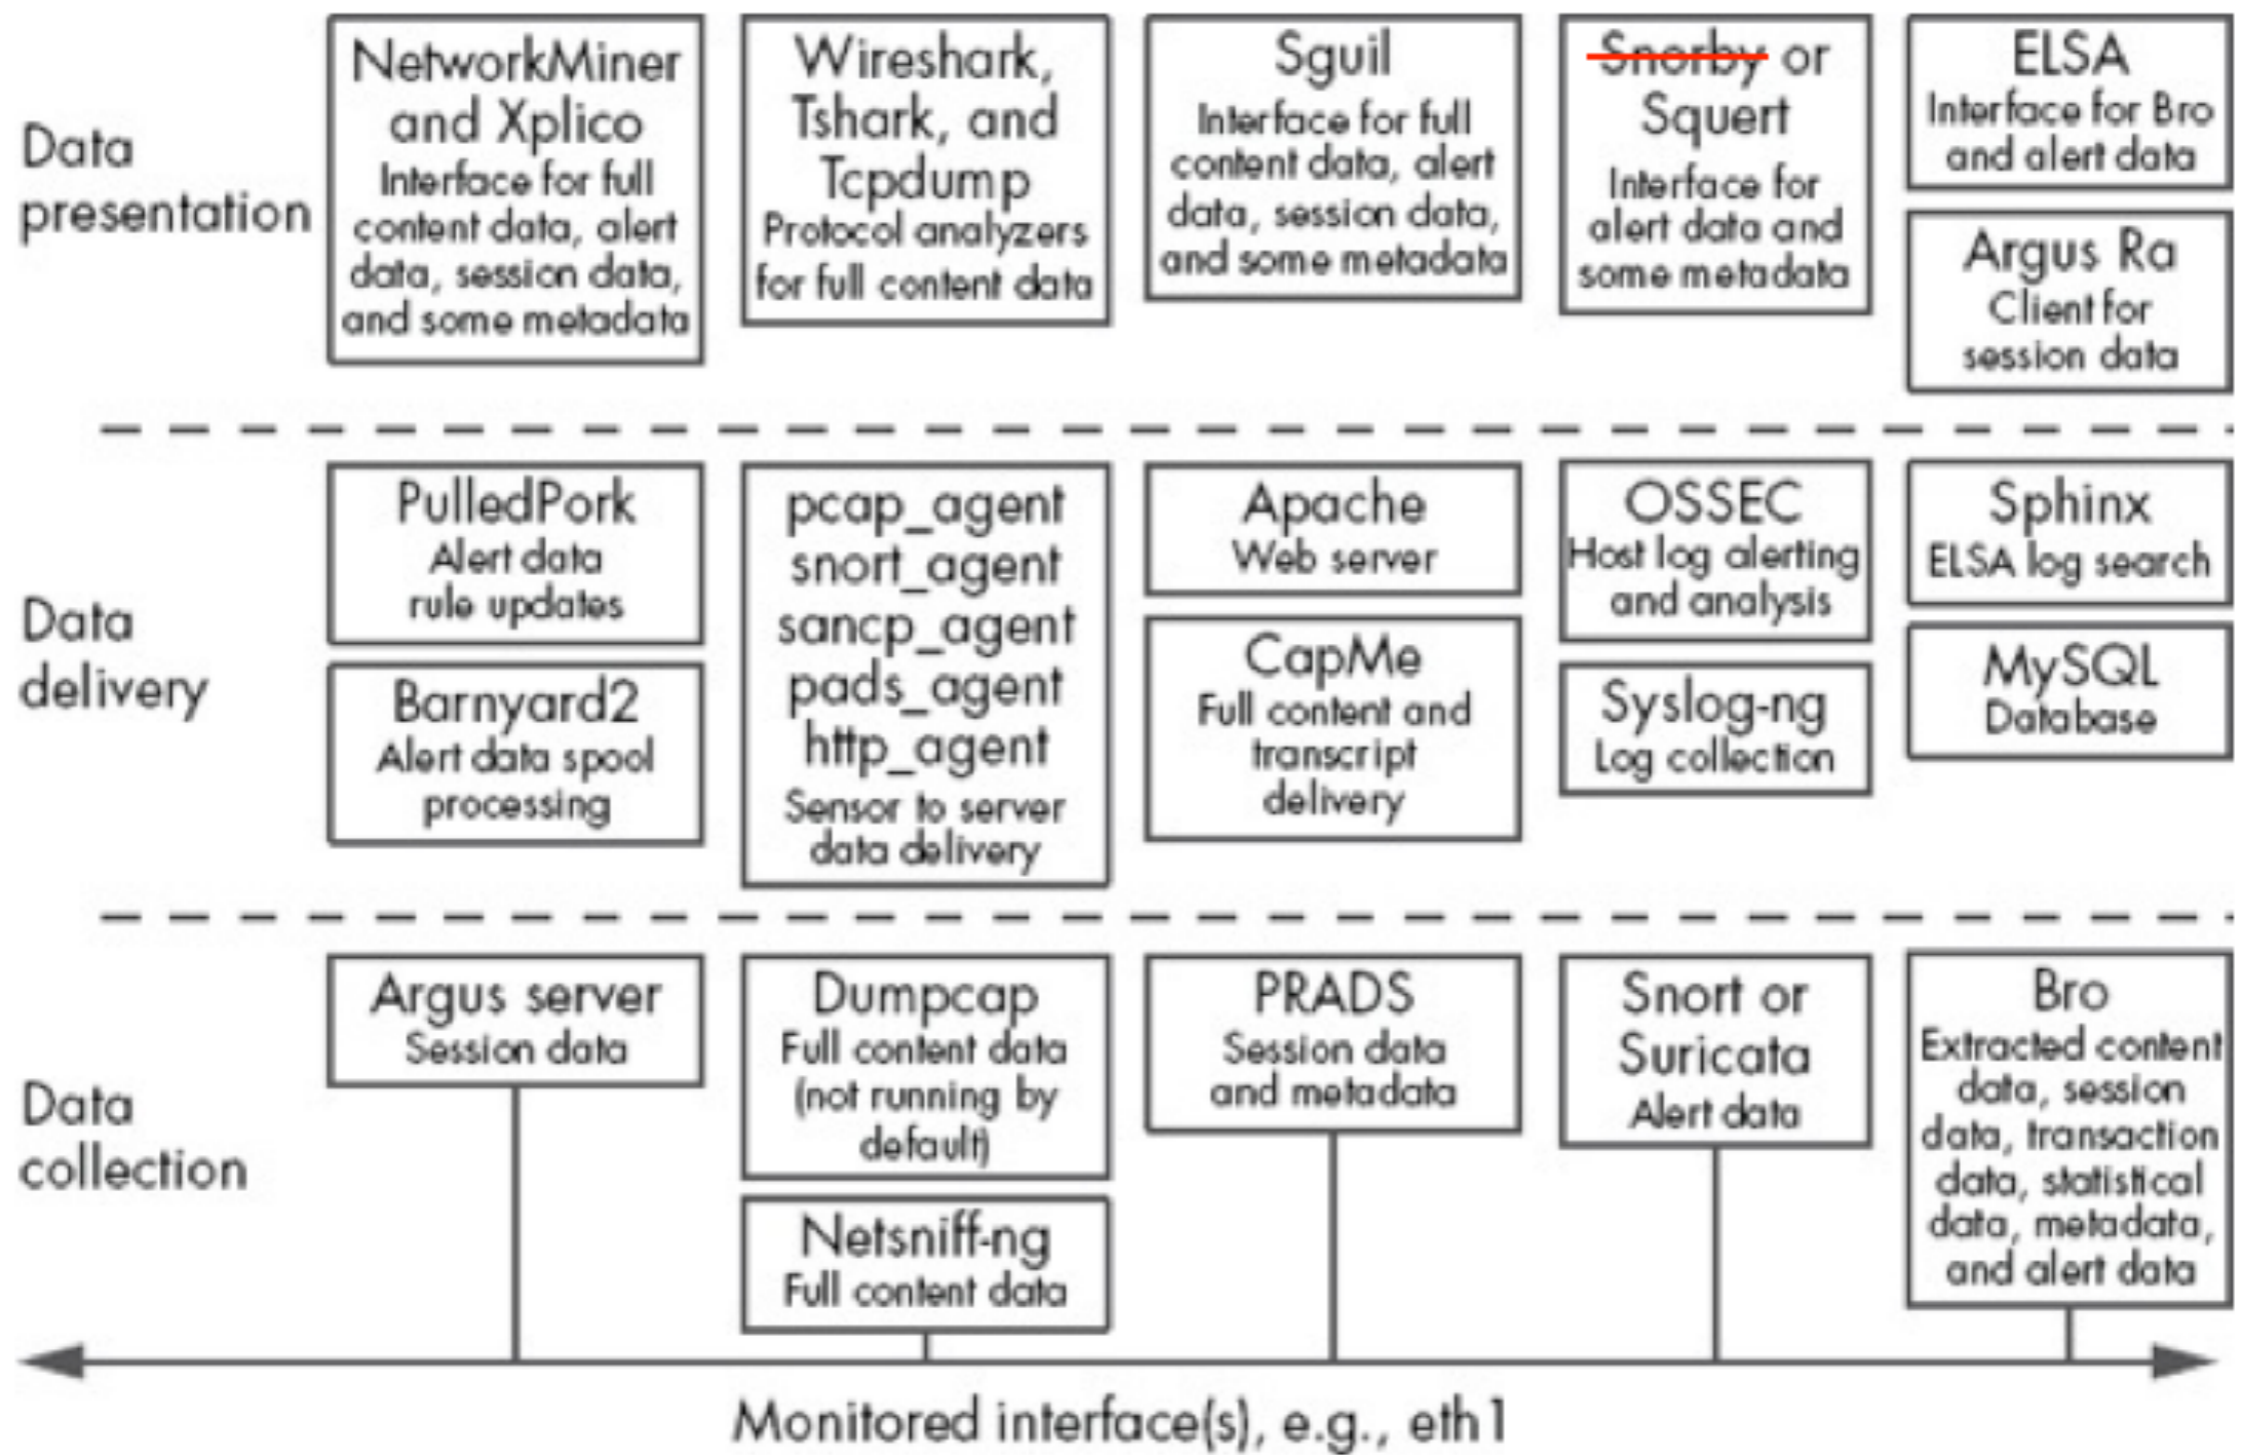 Data
presentation
NetworkMiner
and Xplico
Interface for full
content data, alert
data, session data,
and some metadata
Wireshark,
Tshark, and
Tcpdump
Protocol analyzers
for full content data
Sguil
Interface for full
content data, alert
data, session data,
and some metadata
Snorby or
Squert
Interface for
alert data and
some metadata
ELSA
Interface for Bro
and alert data
Argus Ra
Client for
session data
Data
delivery
PulledPork
Alert data
rule updates
Barnyard2
Alert data spool
processing
pcap_agent
snort_agent
sancp_agent
pads_agent
http_agent
Sensor to server
data delivery
Apache
Web server
CapMe
Full content and
transcript
delivery
OSSEC
Host log alerting
and analysis
Syslog-ng
Log collection
Sphinx
ELSA log search
MySQL
Database
Data
collection
Argus server
Session data
Dumpcap
Full content data
(not running by
default)
Netsniff-ng
Full content data
PRADS
Session data
and metadata
Snort or
Suricata
Alert data
Bro
Extracted content
data, session
data, transaction
data, statistical
data, metadata,
and alert data
Monitored interface(s), e.g., eth1